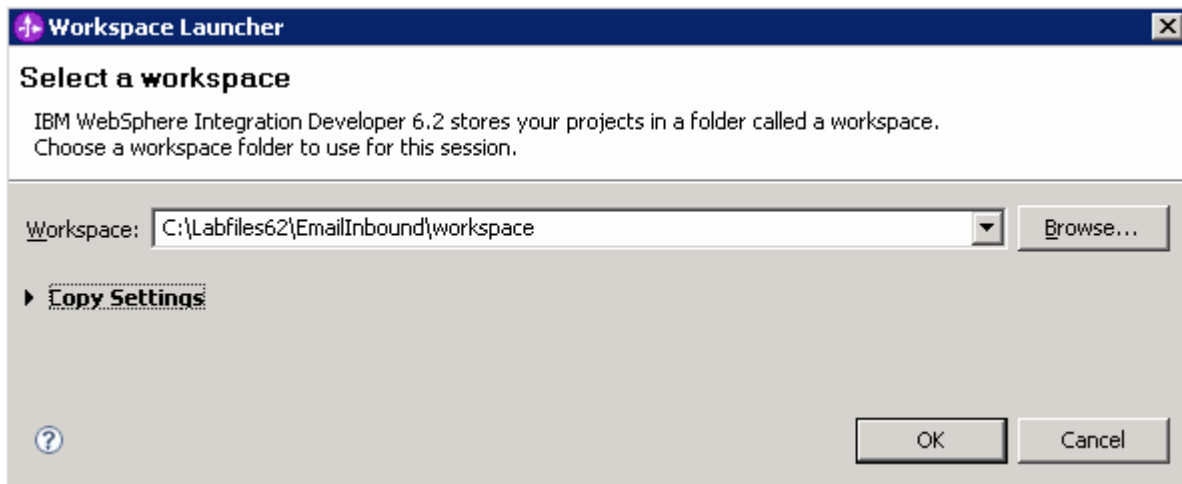 Workspace Launcher
Select a workspace
IBM WebSphere Integration Developer 6.2 stores your projects in a folder called a workspace.
Choose a workspace folder to use for this session.
Workspace: C:\Labfiles62\EmailInbound\workspace Browse...
Copy Settings
? OK Cancel